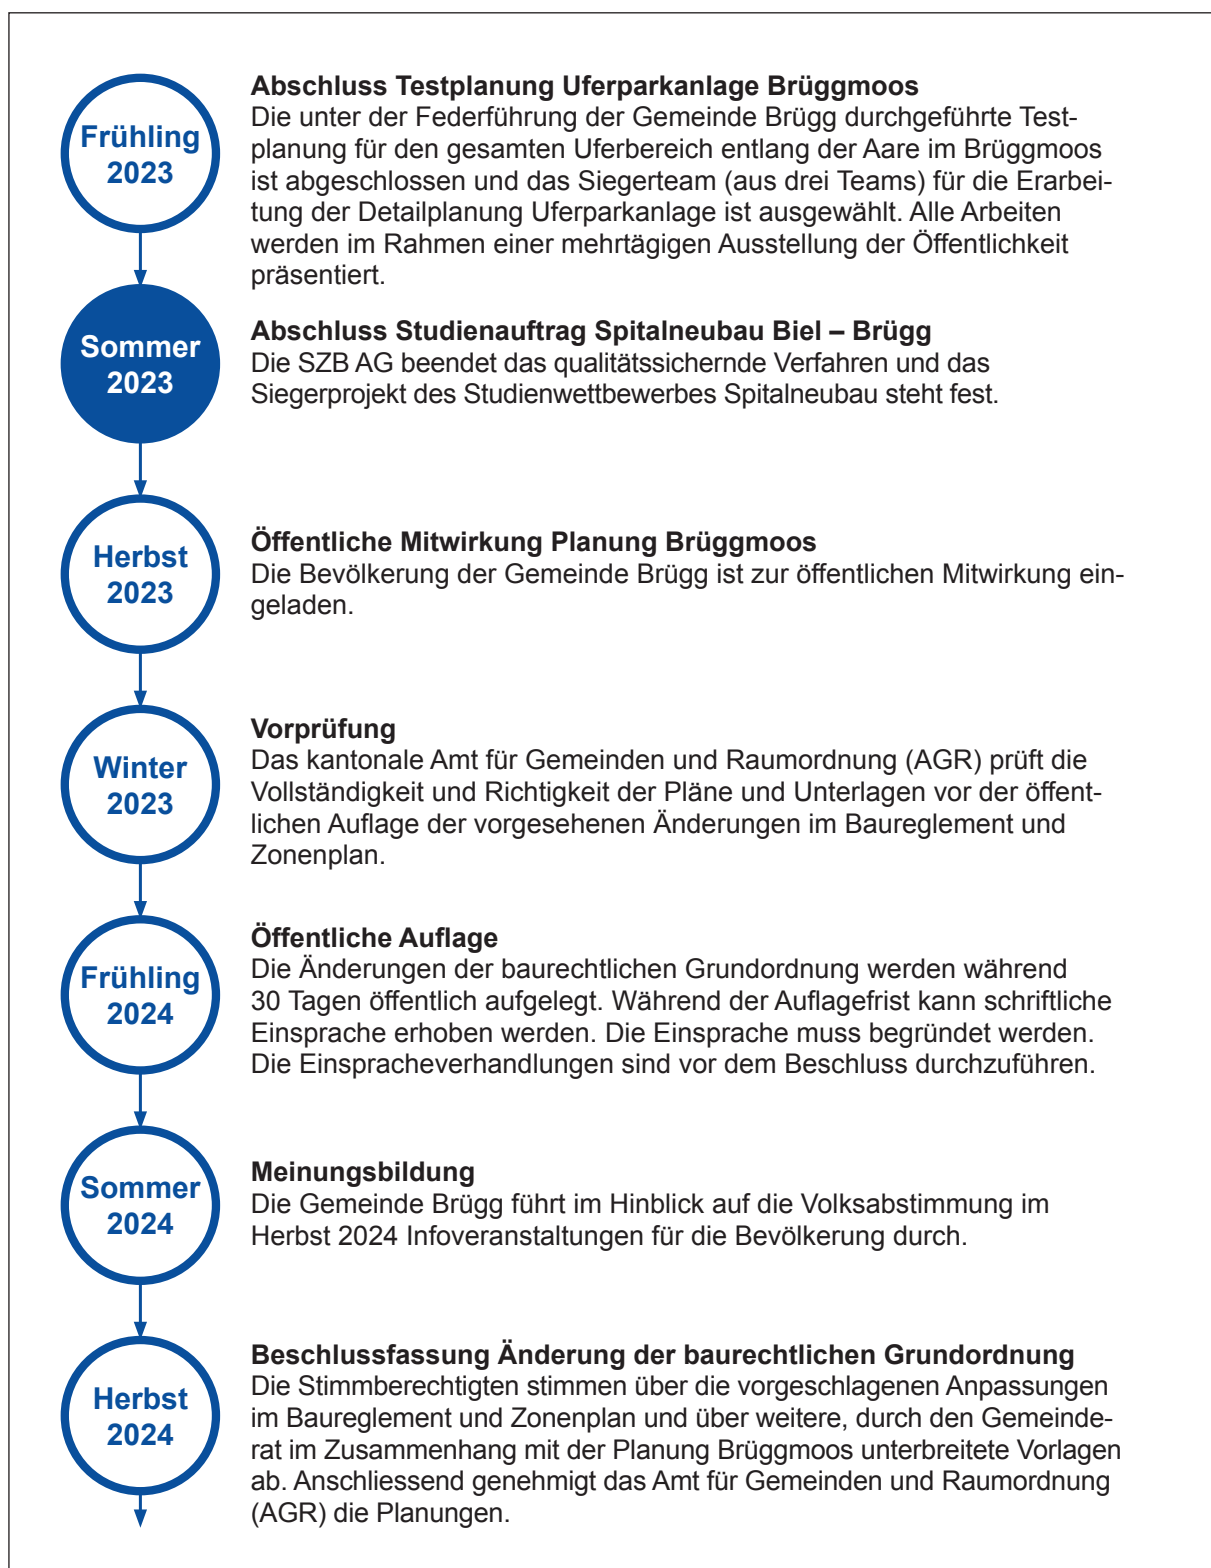 Frühling
2023
Abschluss Testplanung Uferparkanlage Brüggmoos
Die unter der Federführung der Gemeinde Brügg durchgeführte Test-
planung für den gesamten Uferbereich entlang der Aare im Brüggmoos
ist abgeschlossen und das Siegerteam (aus drei Teams) für die Erarbei-
tung der Detailplanung Uferparkanlage ist ausgewählt. Alle Arbeiten
werden im Rahmen einer mehrtägigen Ausstellung der Öffentlichkeit
präsentiert.
Sommer
2023
Abschluss Studienauftrag Spitalneubau Biel – Brügg
Die SZB AG beendet das qualitätssichernde Verfahren und das
Siegerprojekt des Studienwettbewerbes Spitalneubau steht fest.
Herbst
2023
Öffentliche Mitwirkung Planung Brüggmoos
Die Bevölkerung der Gemeinde Brügg ist zur öffentlichen Mitwirkung ein-
geladen.
Winter
2023
Vorprüfung
Das kantonale Amt für Gemeinden und Raumordnung (AGR) prüft die
Vollständigkeit und Richtigkeit der Pläne und Unterlagen vor der öffent-
lichen Auflage der vorgesehenen Änderungen im Baureglement und
Zonenplan.
Frühling
2024
Öffentliche Auflage
Die Änderungen der baurechtlichen Grundordnung werden während
30 Tagen öffentlich aufgelegt. Während der Auflagefrist kann schriftliche
Einsprache erhoben werden. Die Einsprache muss begründet werden.
Die Einspracheverhandlungen sind vor dem Beschluss durchzuführen.
Sommer
2024
Meinungsbildung
Die Gemeinde Brügg führt im Hinblick auf die Volksabstimmung im
Herbst 2024 Infoveranstaltungen für die Bevölkerung durch.
Herbst
2024
Beschlussfassung Änderung der baurechtlichen Grundordnung
Die Stimmberechtigten stimmen über die vorgeschlagenen Anpassungen
im Baureglement und Zonenplan und über weitere, durch den Gemeinde-
rat im Zusammenhang mit der Planung Brüggmoos unterbreitete Vorlagen
ab. Anschliessend genehmigt das Amt für Gemeinden und Raumordnung
(AGR) die Planungen.